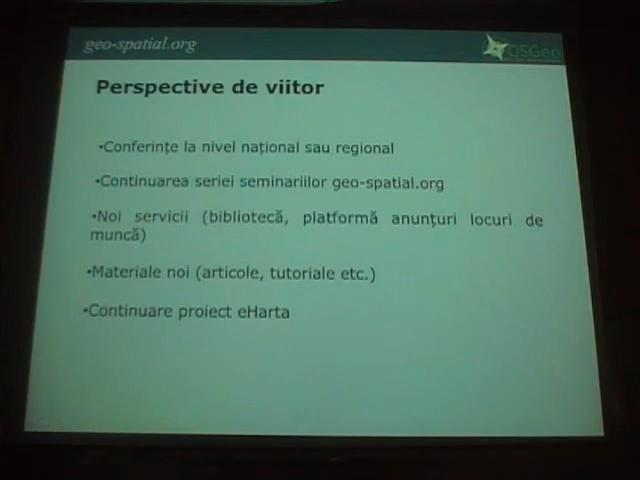 geo-spatial.org
OSGeo
Perspective de viitor
•Conferințe la nivel național sau regional
•Continuarea seriei seminariilor geo-spatial.org
•Noi servicii (bibliotecă, platformă anunțuri locuri de
muncă)
•Materiale noi (articole, tutoriale etc.)
•Continuare proiect eHarta